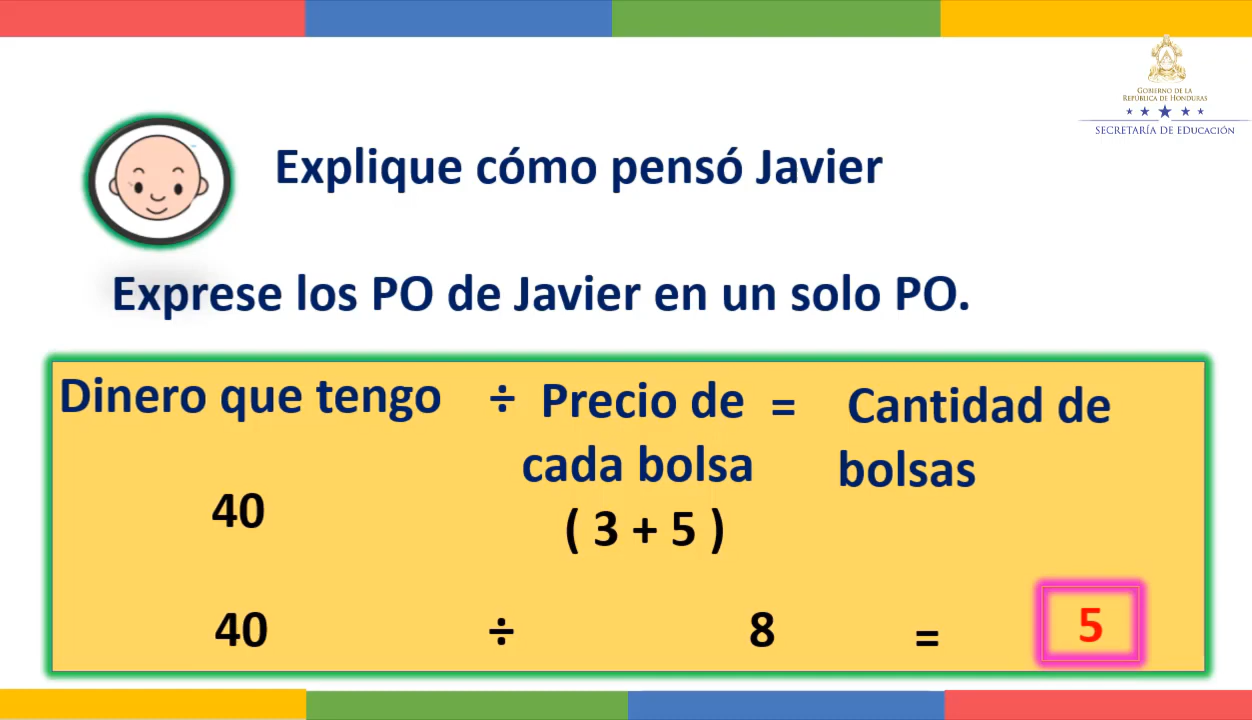 GOBIERNO DE LA
REPÚBLICA DE HONDURAS
SECRETARÍA DE EDUCACIÓN
Explique cómo pensó Javier
Exprese los PO de Javier en un solo PO.
Dinero que tengo ÷ Precio de = Cantidad de
cada bolsa bolsas
40 ( 3 + 5 )
40 ÷ 8 = 5